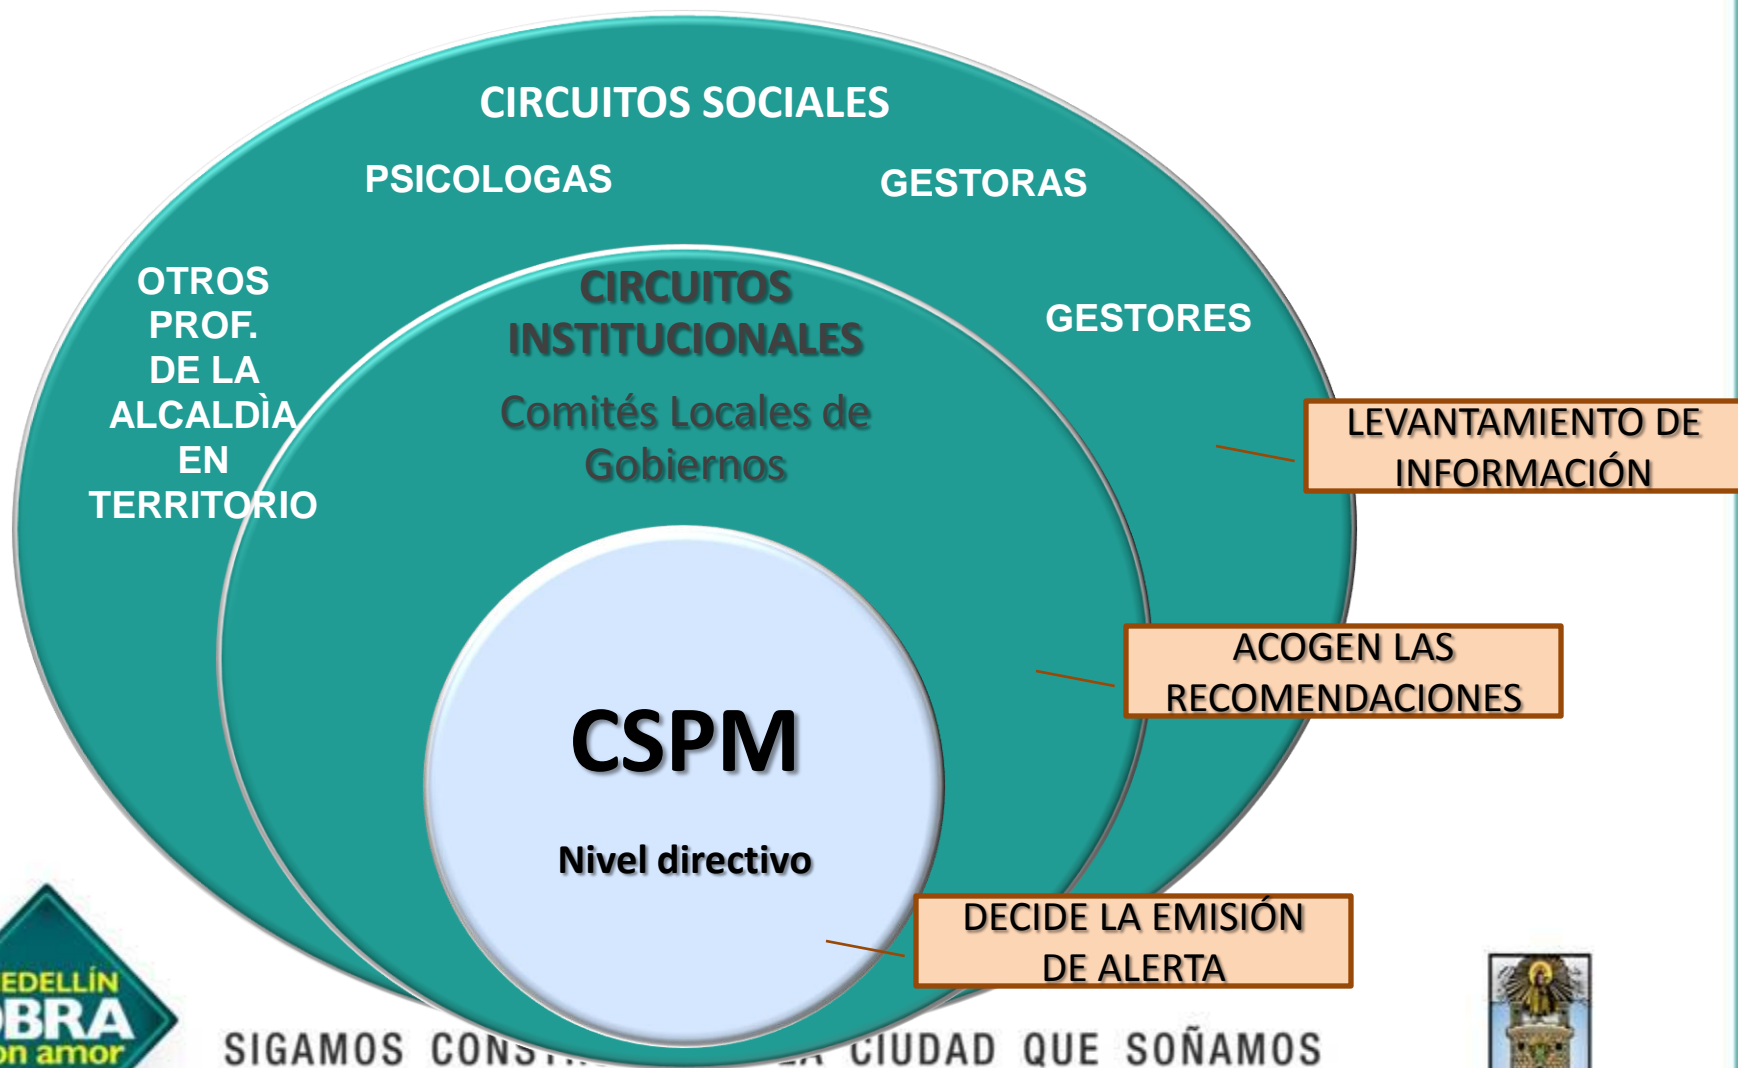 CIRCUITOS SOCIALES
PSICOLOGAS
GESTORAS
OTROS
PROF.
DE LA
ALCALDÌA
EN
TERRITORIO
CIRCUITOS
INSTITUCIONALES
Comités Locales de
Gobiernos
GESTORES
LEVANTAMIENTO DE
INFORMACIÓN
ACOGEN LAS
RECOMENDACIONES
CSPM
Nivel directivo
DECIDE LA EMISIÓN
DE ALERTA
EDELLÍN
OBRA
on amor
SIGAMOS CIUDAD QUE SOÑAMOS